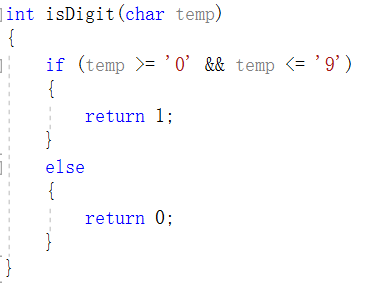 int isDigit(char temp)
{
    if (temp >= '0' && temp <= '9')
    {
        return 1;
    }
    else
    {
        return 0;
    }
}